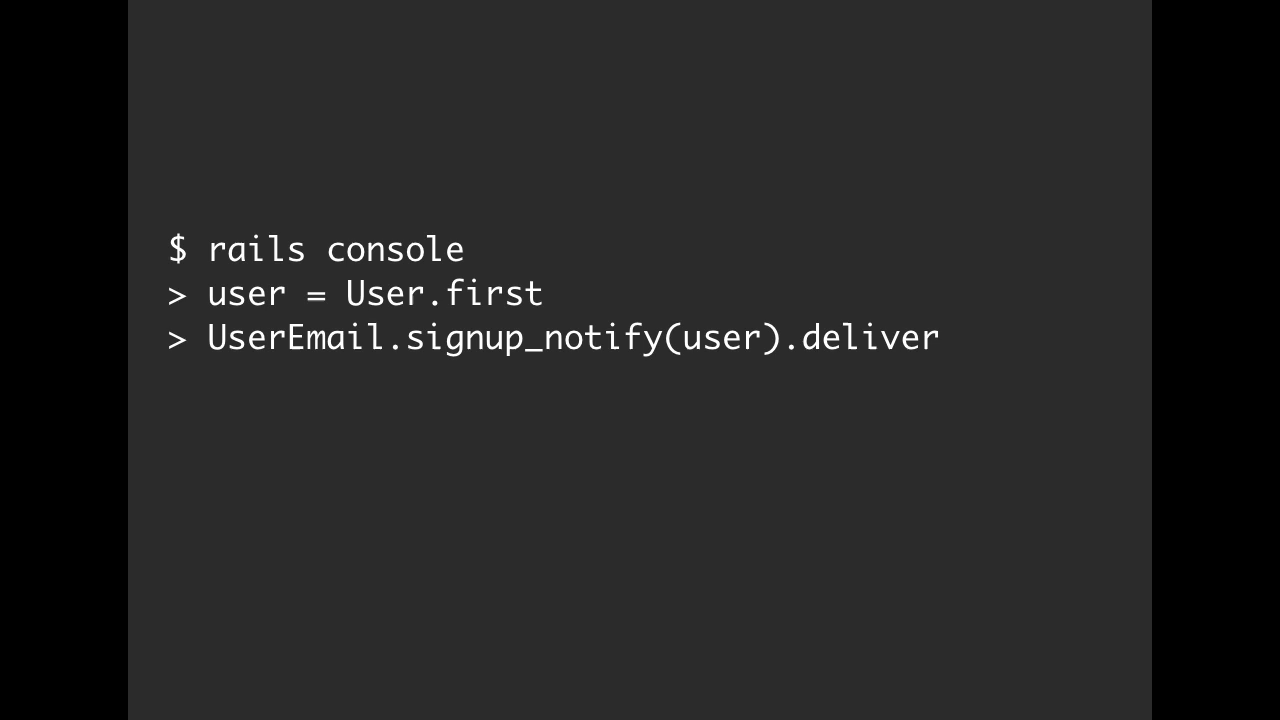 $ rails console
> user = User.first
> UserEmail.signup_notify(user).deliver